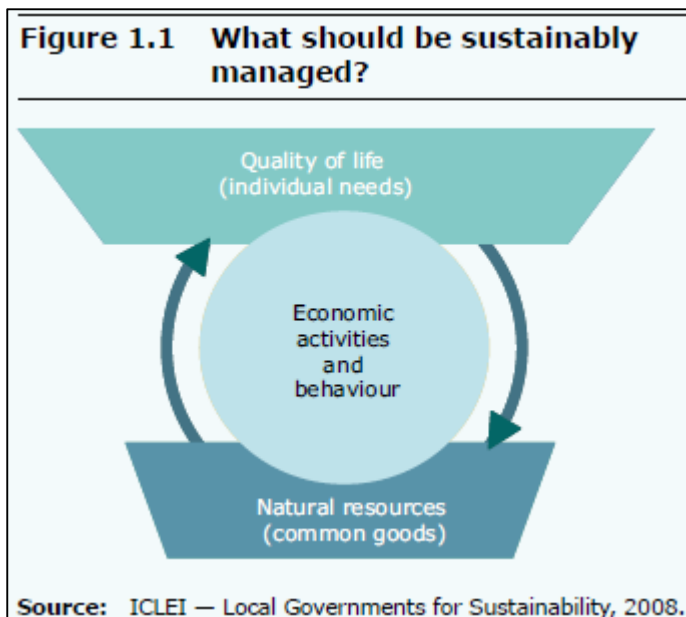 Figure 1.1 What should be sustainably
managed?
Quality of life
(individual needs)
Economic
activities
and
behaviour
Natural resources
(common goods)
Source: ICLEI — Local Governments for Sustainability, 2008.